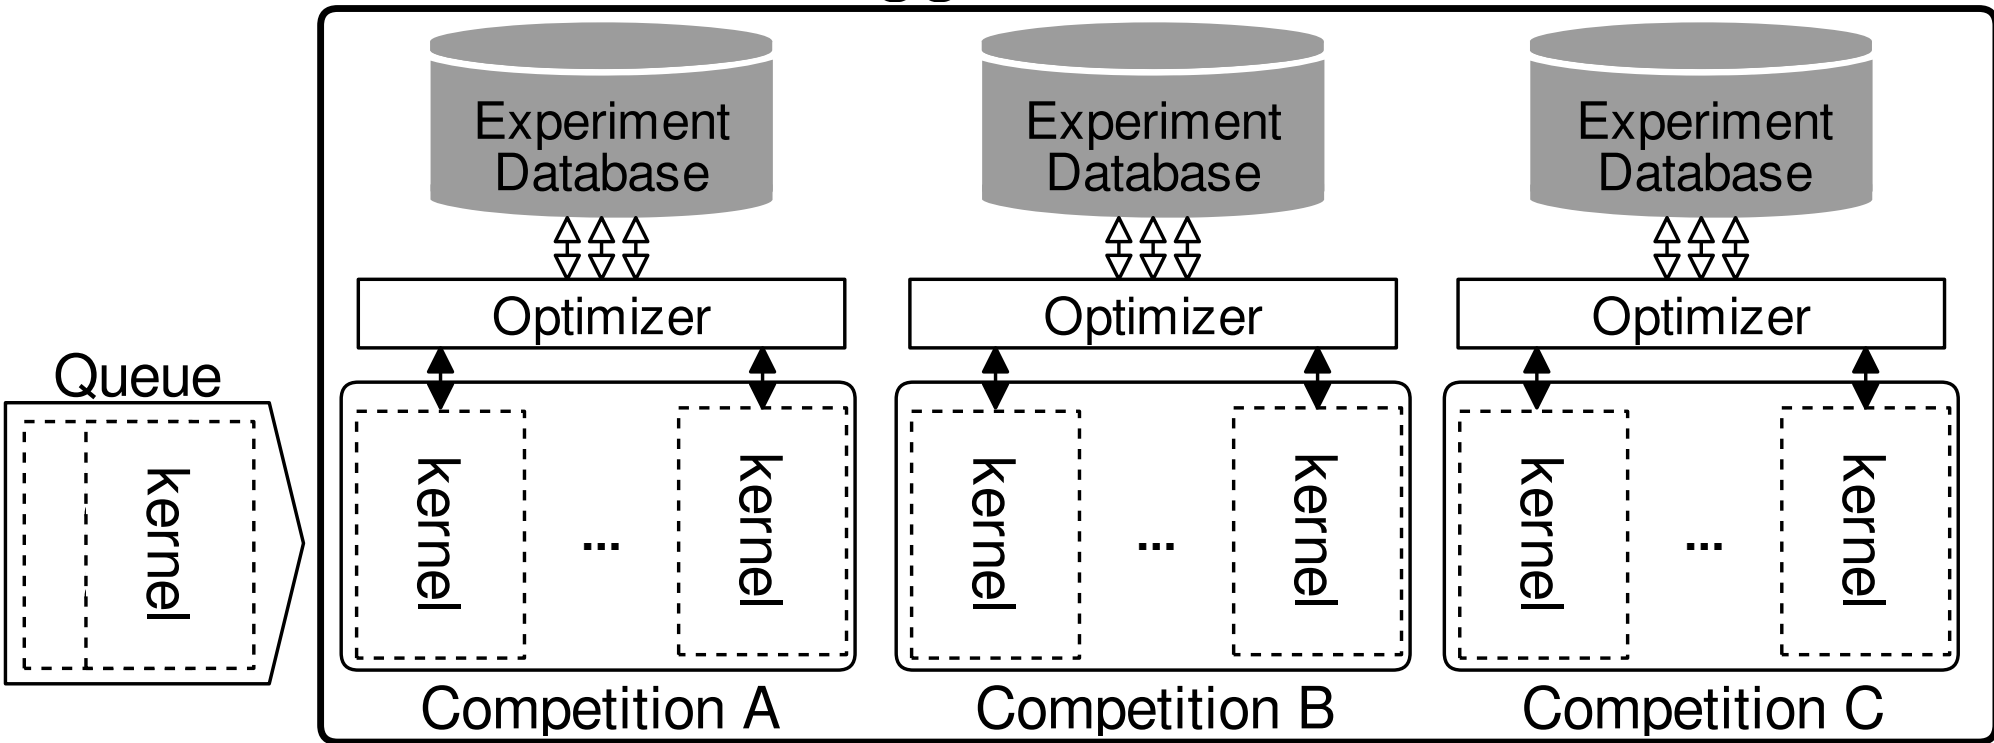 Experiment
Database
Experiment
Database
Experiment
Database
Optimizer
Optimizer
Optimizer
Queue
kernel
kernel
...
kernel
kernel
...
kernel
kernel
...
kernel
Competition A
Competition B
Competition C